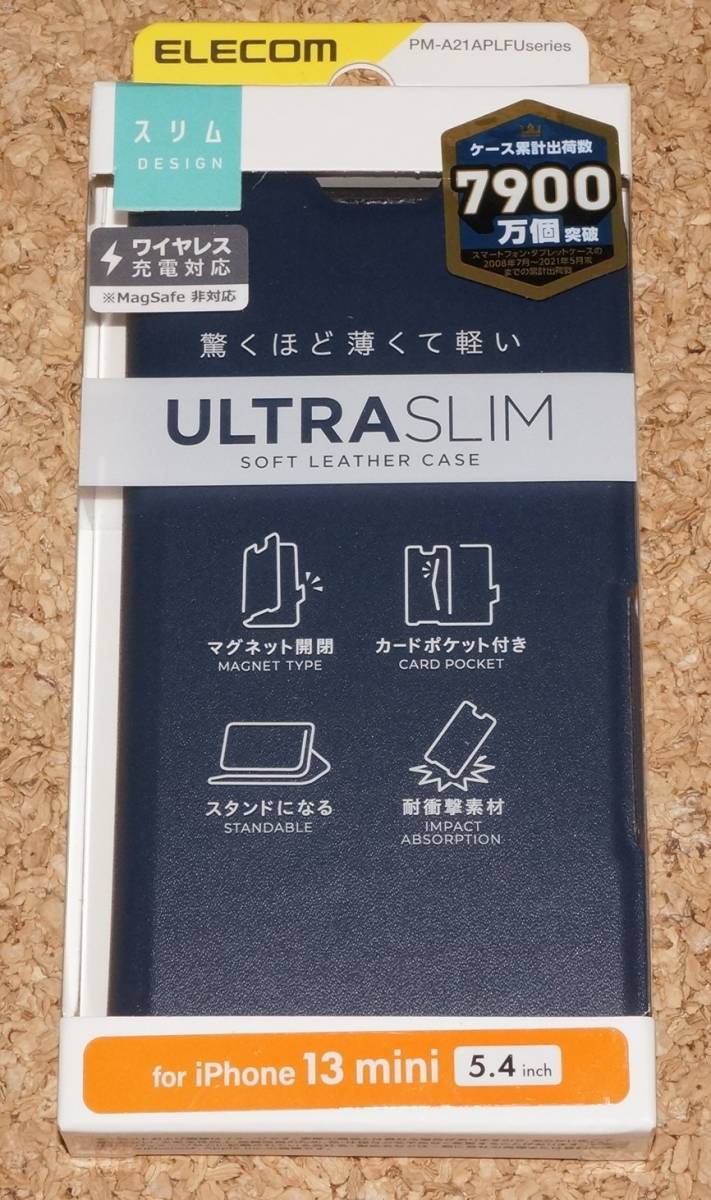 ELECOM
PM-A21APLFUseries
スリム
DESIGN
ケース累計出荷数
7900
万個 突破
スマートフォン・タブレットケースの
2008年7月~2021年5月末
までの累計出荷数
ワイヤレス
充電対応
※MagSafe 非対応
驚くほど薄くて軽い
ULTRASLIM
SOFT LEATHER CASE
マグネット開閉
MAGNET TYPE
カードポケット付き
CARD POCKET
スタンドになる
STANDABLE
耐衝撃素材
IMPACT
ABSORPTION
for iPhone 13 mini 5.4 inch